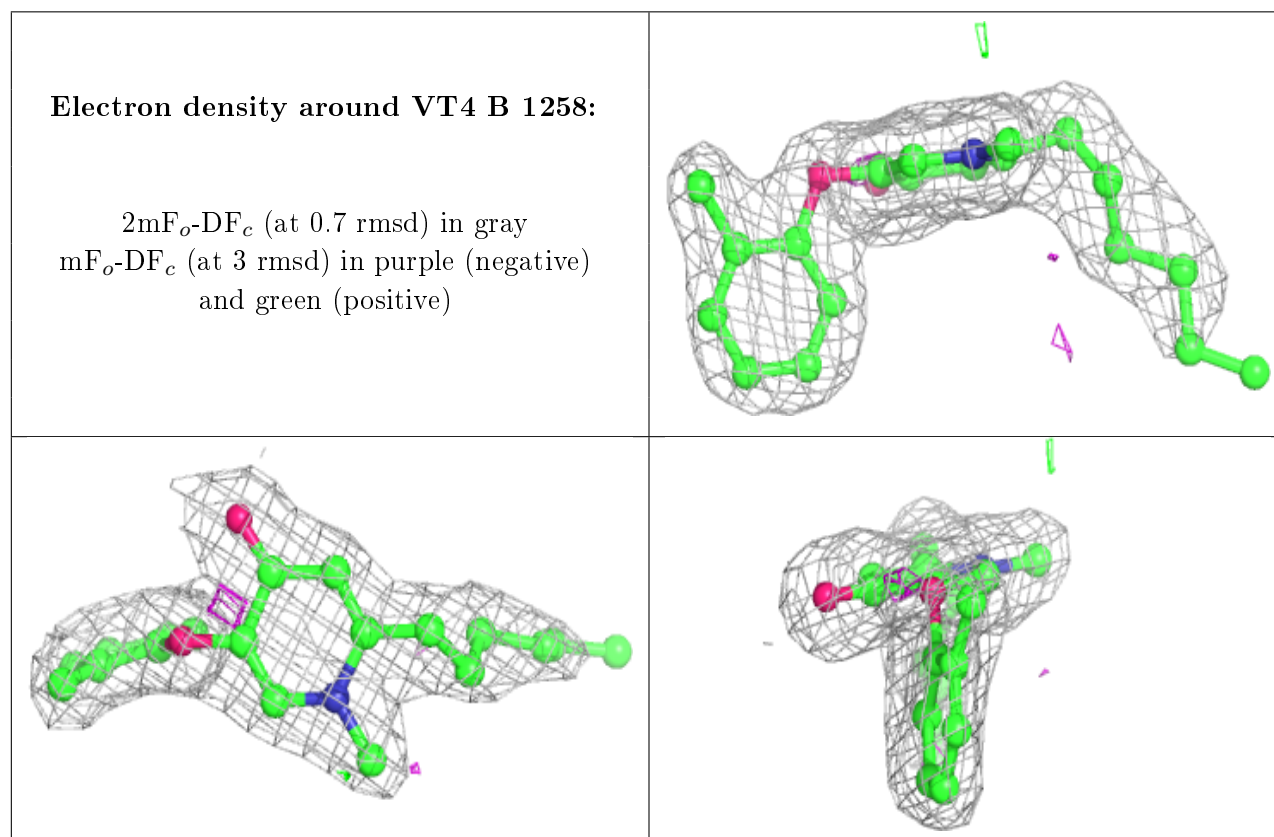 Electron density around VT4 B 1258:
2mFₒ-DF𝒸 (at 0.7 rmsd) in gray
mFₒ-DF𝒸 (at 3 rmsd) in purple (negative)
and green (positive)